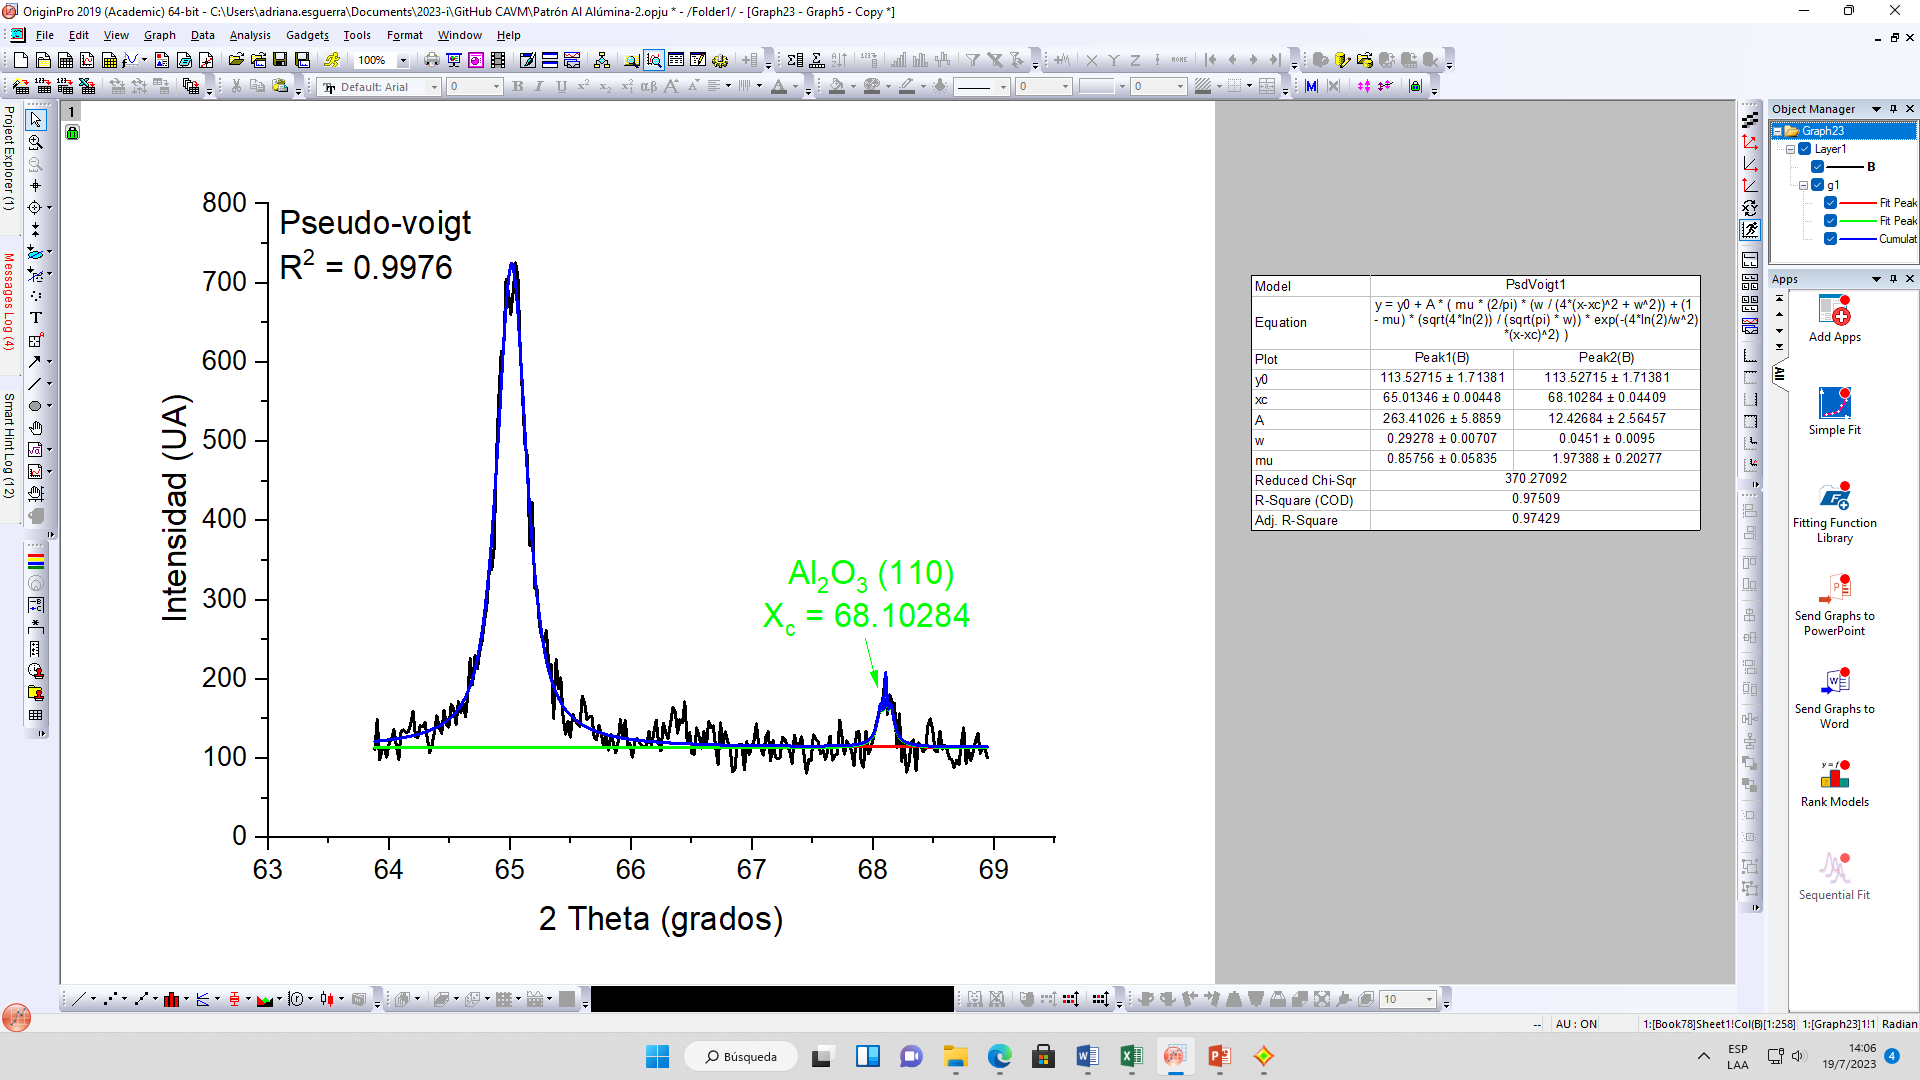 OriginPro 2019 (Academic) 64-bit - C:\Users\adriana.esguerra\Documents\2023-i\GitHub CAVM\Patrón Al Alúmina-2.opju * - /Folder1/ - [Graph23 - Graph5 - Copy *]
File Edit View Graph Data Analysis Gadgets Tools Format Window Help
100%
Default: Arial 0 B I U 0 0
Project Explorer (1)
Messages Log (4)
Smart Hint Log (12)
1
800
700
600
500
400
300
200
100
0
63 64 65 66 67 68 69
Intensidad (UA)
2 Theta (grados)
Pseudo-voigt
R² = 0.9976
Al₂O₃ (110)
X꜀ = 68.10284
Model PsdVoigt1
Equation y = y0 + A * ( mu * (2/pi) * (w / (4*(x-xc)^2 + w^2)) + (1
- mu) * (sqrt(4*ln(2)) / (sqrt(pi) * w)) * exp(-(4*ln(2)/w^2)
*(x-xc)^2) )
Plot Peak1(B) Peak2(B)
y0 113.52715 ± 1.71381 113.52715 ± 1.71381
xc 65.01346 ± 0.00448 68.10284 ± 0.04409
A 263.41026 ± 5.8859 12.42684 ± 2.56457
w 0.29278 ± 0.00707 0.0451 ± 0.0095
mu 0.85756 ± 0.05835 1.97388 ± 0.20277
Reduced Chi-Sqr 370.27092
R-Square (COD) 0.97509
Adj. R-Square 0.97429
Object Manager
Graph23
Layer1
B
g1
Fit Peak
Fit Peak
Cumulat
Apps
All
Add Apps
Simple Fit
Fitting Function
Library
Send Graphs to
PowerPoint
Send Graphs to
Word
Rank Models
Sequential Fit
10
-- AU : ON 1:[Book78]Sheet1!Col(B)[1:258] 1:[Graph23]1!1 Radian
Búsqueda
ESP
LAA
14:06
19/7/2023
4